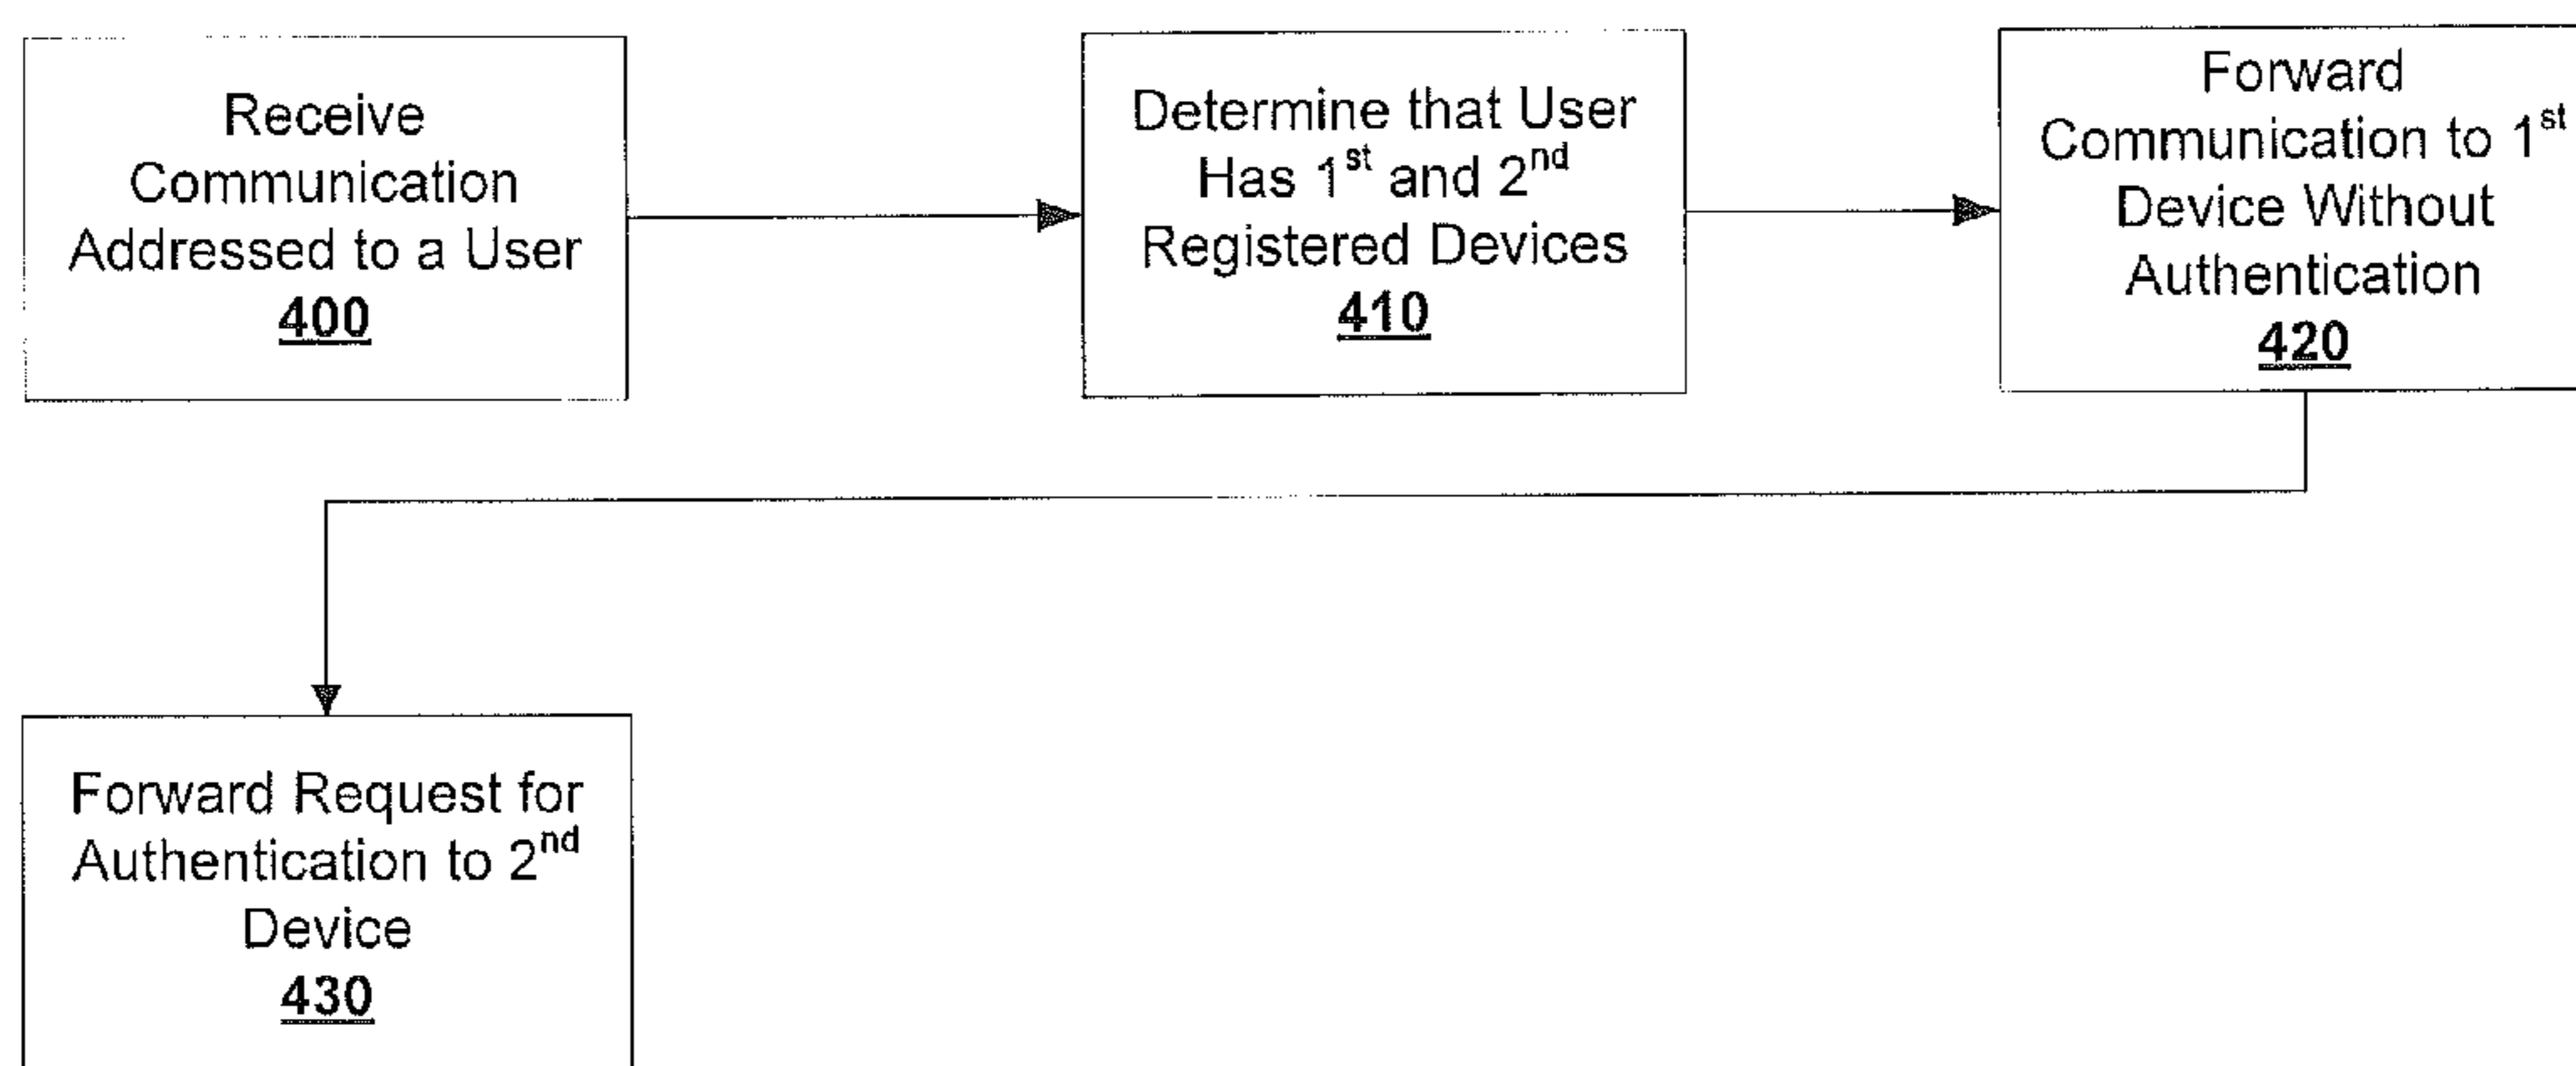 Receive
Communication
Addressed to a User
400
Determine that User
Has 1st and 2nd
Registered Devices
410
Forward
Communication to 1st
Device Without
Authentication
420
Forward Request for
Authentication to 2nd
Device
430